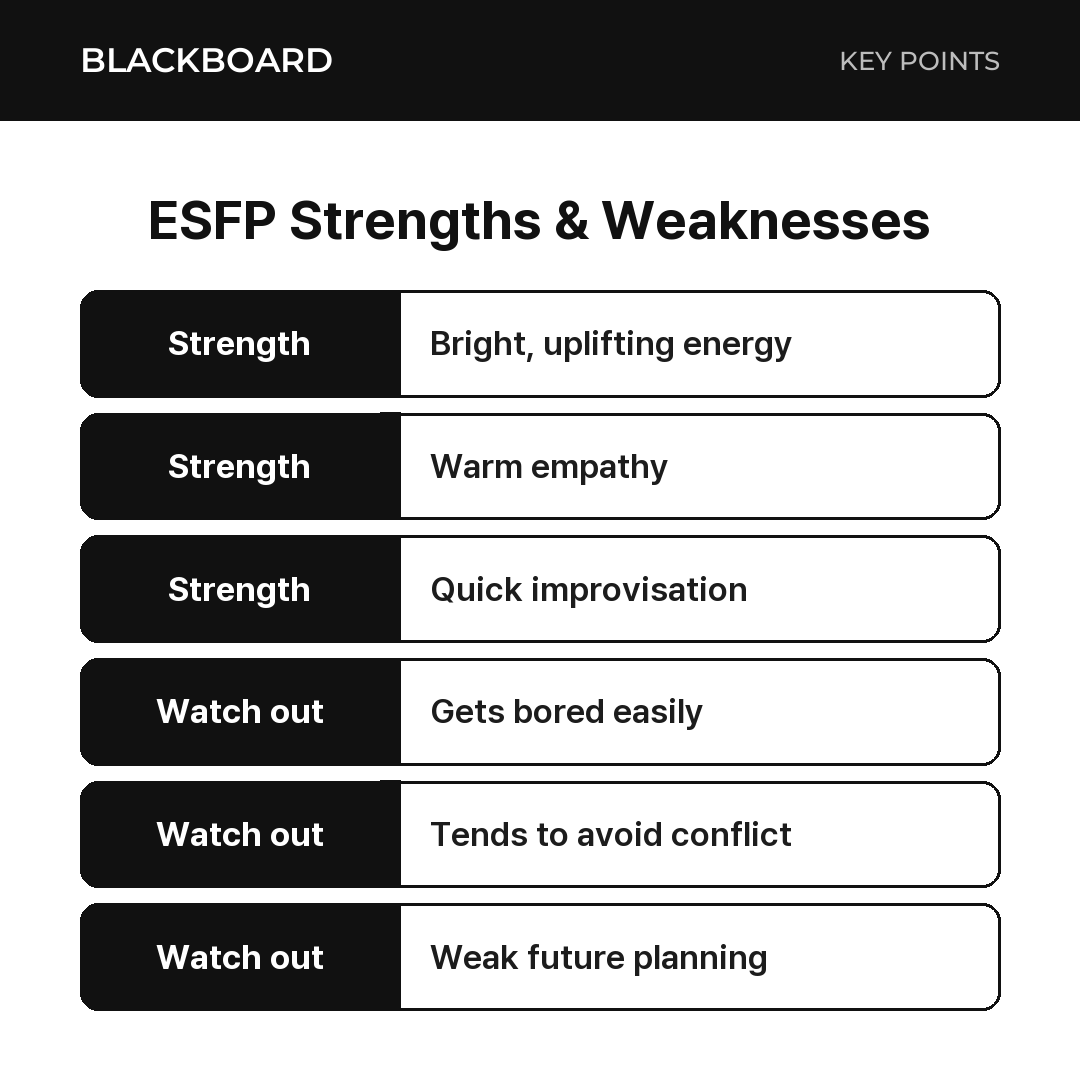 BLACKBOARD
KEY POINTS
ESFP Strengths & Weaknesses
Strength
Bright, uplifting energy
Strength
Warm empathy
Strength
Quick improvisation
Watch out
Gets bored easily
Watch out
Tends to avoid conflict
Watch out
Weak future planning